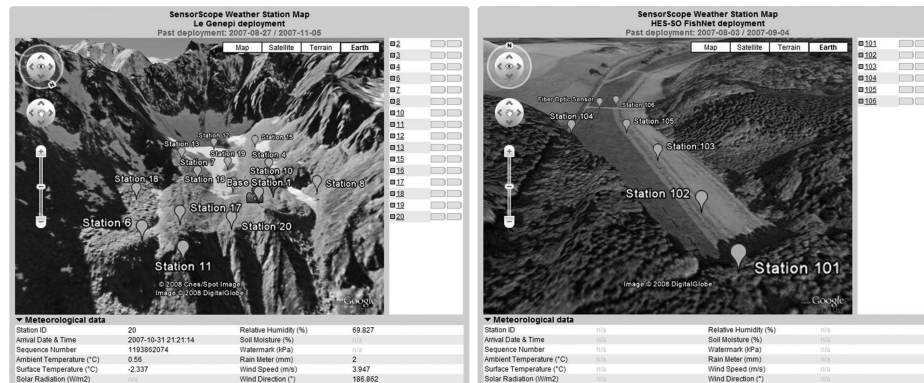 SensorScope Weather Station Map
Le Genepi deployment
Past deployment: 2007-08-27 / 2007-11-05
Map Satellite Terrain Earth
N
Station 12
Station 15
Station 13
Station 19
Station 7
Station 4
Station 10
Station 18
Station 16
Base Station 1
Station 8
Station 17
Station 6
Station 20
Station 11
© 2008 Cnes/Spot Image
Image © 2008 DigitalGlobe
Google
2
3
4
6
7
8
10
11
12
13
15
16
17
18
19
20
Meteorological data
Station ID 20 Relative Humidity (%) 69.827
Arrival Date & Time 2007-10-31 21:21:14 Soil Moisture (%) n/a
Sequence Number 1193862074 Watermark (kPa) n/a
Ambient Temperature (°C) 0.56 Rain Meter (mm) 2
Surface Temperature (°C) -2.337 Wind Speed (m/s) 3.947
Solar Radiation (W/m2) n/a Wind Direction (°) 186.862
SensorScope Weather Station Map
HES-SO FishNet deployment
Past deployment: 2007-08-03 / 2007-09-04
Map Satellite Terrain Earth
N
Fiber Optic Sensor
Station 106
Station 104
Station 105
Station 103
Station 102
Station 101
Image © 2008 DigitalGlobe
Google
101
102
103
104
105
106
Meteorological data
Station ID n/a Relative Humidity (%) n/a
Arrival Date & Time n/a Soil Moisture (%) n/a
Sequence Number n/a Watermark (kPa) n/a
Ambient Temperature (°C) n/a Rain Meter (mm) n/a
Surface Temperature (°C) n/a Wind Speed (m/s) n/a
Solar Radiation (W/m2) n/a Wind Direction (°) n/a